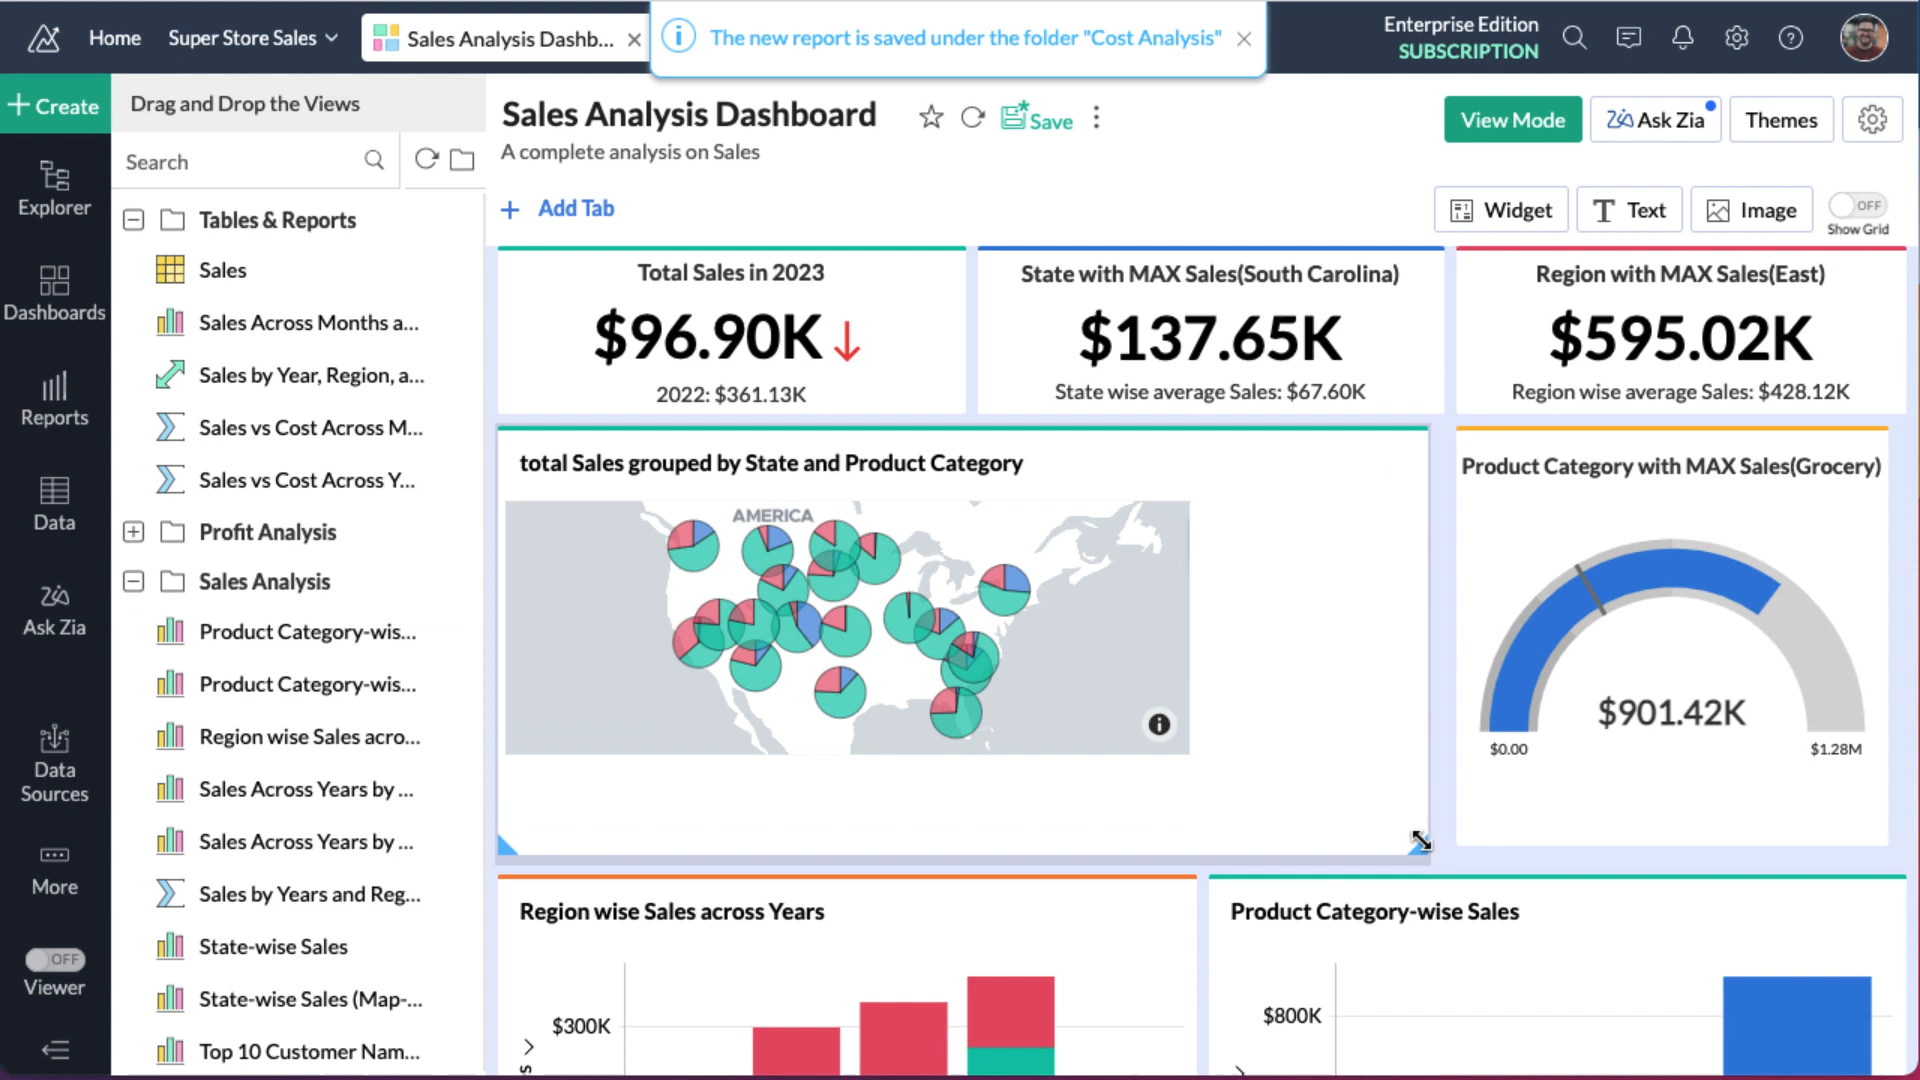 Home
Super Store Sales
Sales Analysis Dashb...
The new report is saved under the folder "Cost Analysis"
Enterprise Edition
SUBSCRIPTION
Create
Explorer
Dashboards
Reports
Data
Ask Zia
Data
Sources
More
OFF
Viewer
Drag and Drop the Views
Search
Tables & Reports
Sales
Sales Across Months a...
Sales by Year, Region, a...
Sales vs Cost Across M...
Sales vs Cost Across Y...
Profit Analysis
Sales Analysis
Product Category-wis...
Product Category-wis...
Region wise Sales acro...
Sales Across Years by ...
Sales Across Years by ...
Sales by Years and Reg...
State-wise Sales
State-wise Sales (Map-...
Top 10 Customer Nam...
Sales Analysis Dashboard
Save
A complete analysis on Sales
View Mode
Ask Zia
Themes
+ Add Tab
Widget
Text
Image
OFF
Show Grid
Total Sales in 2023
$96.90K
2022: $361.13K
State with MAX Sales(South Carolina)
$137.65K
State wise average Sales: $67.60K
Region with MAX Sales(East)
$595.02K
Region wise average Sales: $428.12K
total Sales grouped by State and Product Category
AMERICA
Product Category with MAX Sales(Grocery)
$901.42K
$0.00
$1.28M
Region wise Sales across Years
$300K
Product Category-wise Sales
$800K